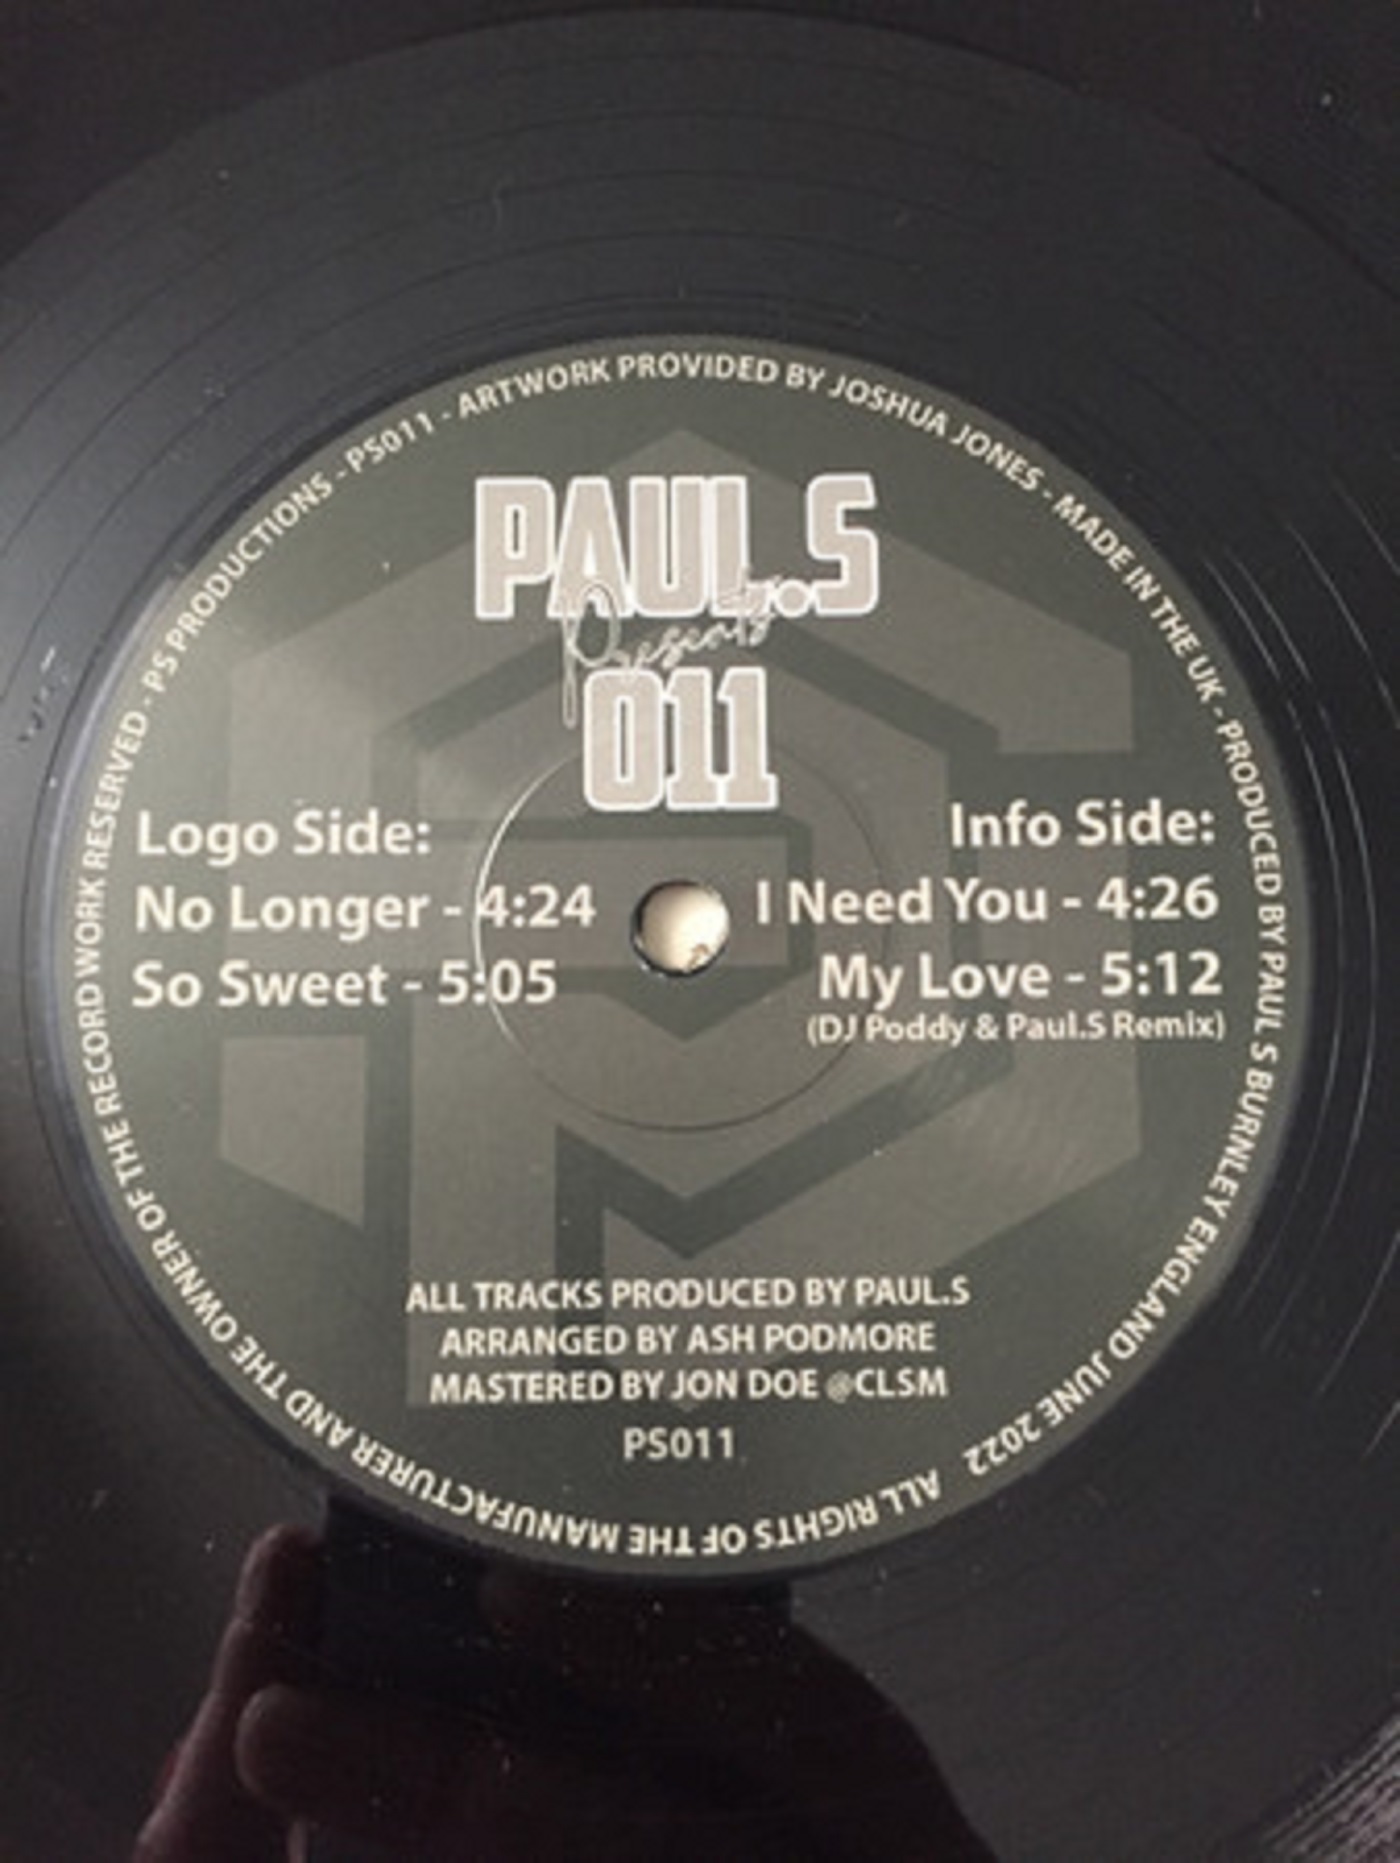 PAUL.S
Presents
011
Logo Side:
No Longer - 4:24
So Sweet - 5:05
Info Side:
I Need You - 4:26
My Love - 5:12
(DJ Poddy & Paul.S Remix)
ALL TRACKS PRODUCED BY PAUL.S
ARRANGED BY ASH PODMORE
MASTERED BY JON DOE @CLSM
PS011
ALL RIGHTS OF THE MANUFACTURER AND THE OWNER OF THE RECORD WORK RESERVED - PS PRODUCTIONS - PS011 - ARTWORK PROVIDED BY JOSHUA JONES - MADE IN THE UK - PRODUCED BY PAUL S BURNLEY ENGLAND JUNE 2022